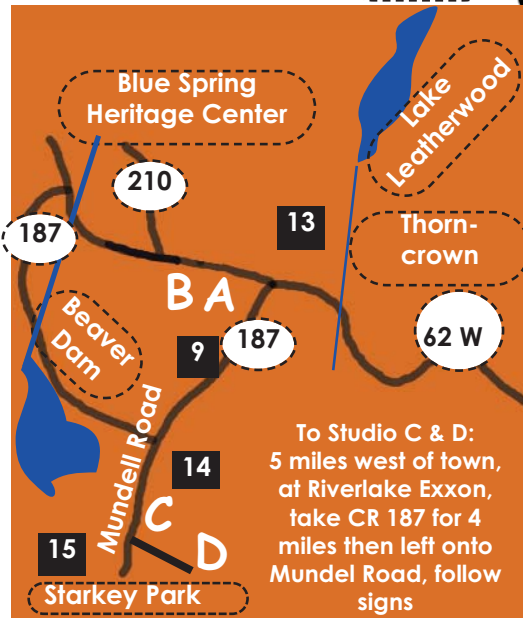 Blue Spring
Heritage Center
Lake
Leatherwood
210
187
13
Thorn-
crown
B A
Beaver
Dam
9
187
62 W
Mundell Road
14
To Studio C & D:
5 miles west of town,
at Riverlake Exxon,
take CR 187 for 4
miles then left onto
Mundel Road, follow
signs
C
D
15
Starkey Park